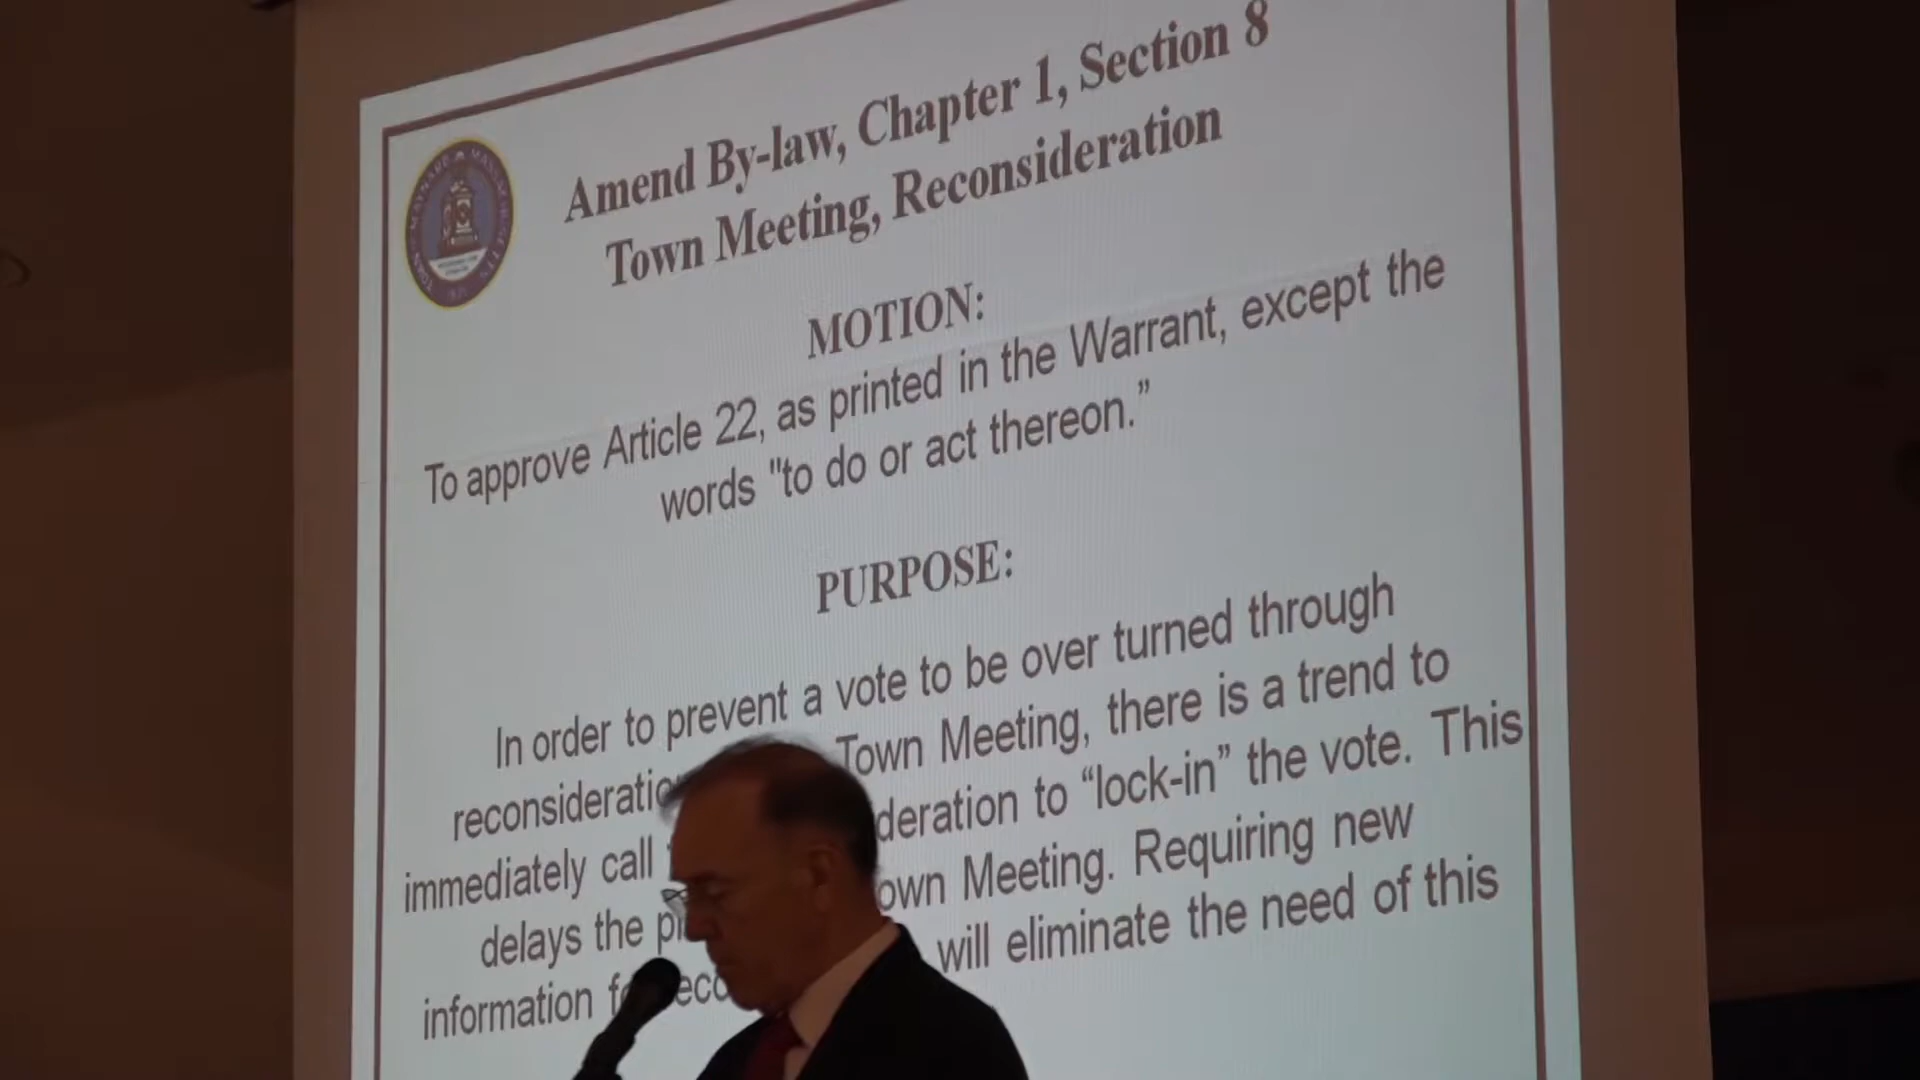 Amend By-law, Chapter 1, Section 8
Town Meeting, Reconsideration
MOTION:
To approve Article 22, as printed in the Warrant, except the
words "to do or act thereon.”
PURPOSE:
In order to prevent a vote to be over turned through
Town Meeting, there is a trend to
immediately call to “lock-in” the vote. This
delays the Meeting. Requiring new
information will eliminate the need of this